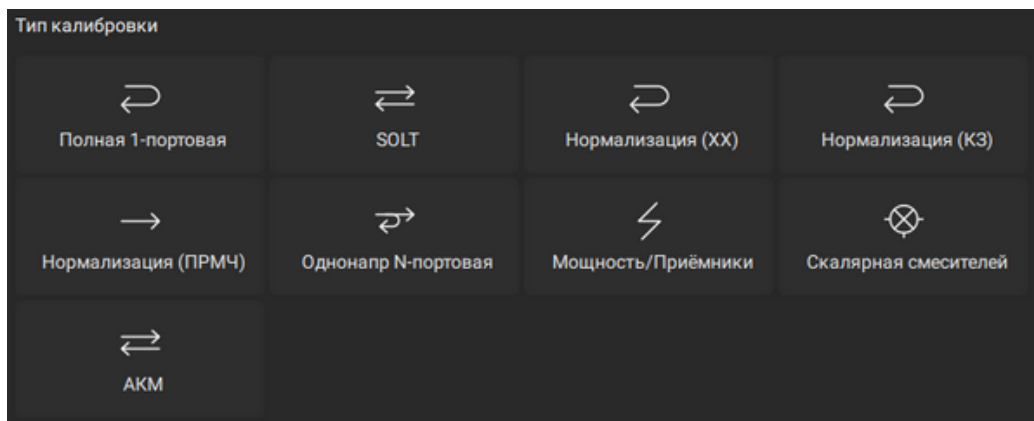 Тип калибровки
Полная 1-портовая
SOLT
Нормализация (ХХ)
Нормализация (КЗ)
Нормализация (ПРМЧ)
Однонапр N-портовая
Мощность/Приёмники
Скалярная смесителей
АКМ